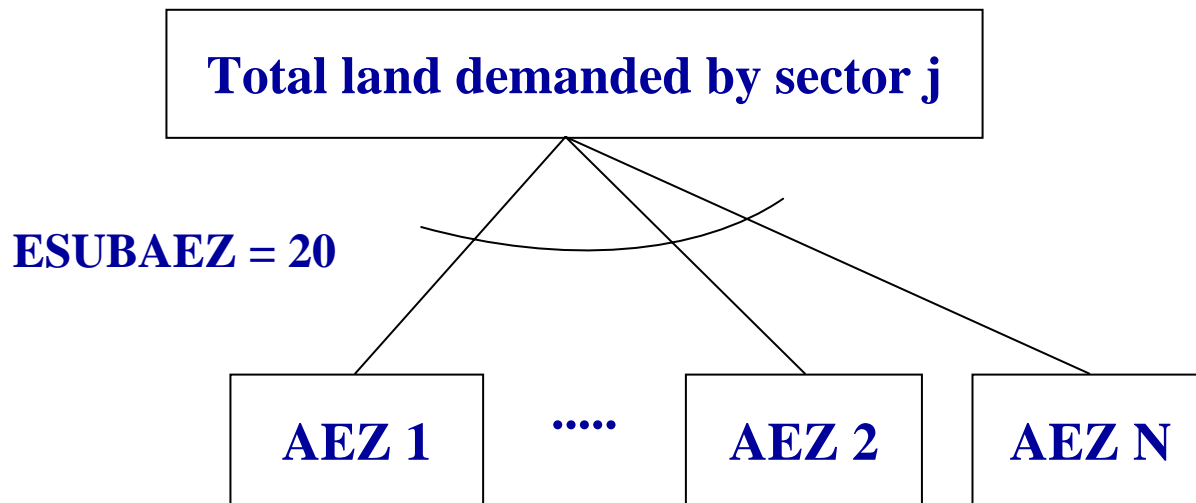 Total land demanded by sector j
ESUBAEZ = 20
AEZ 1
.....
AEZ 2
AEZ N